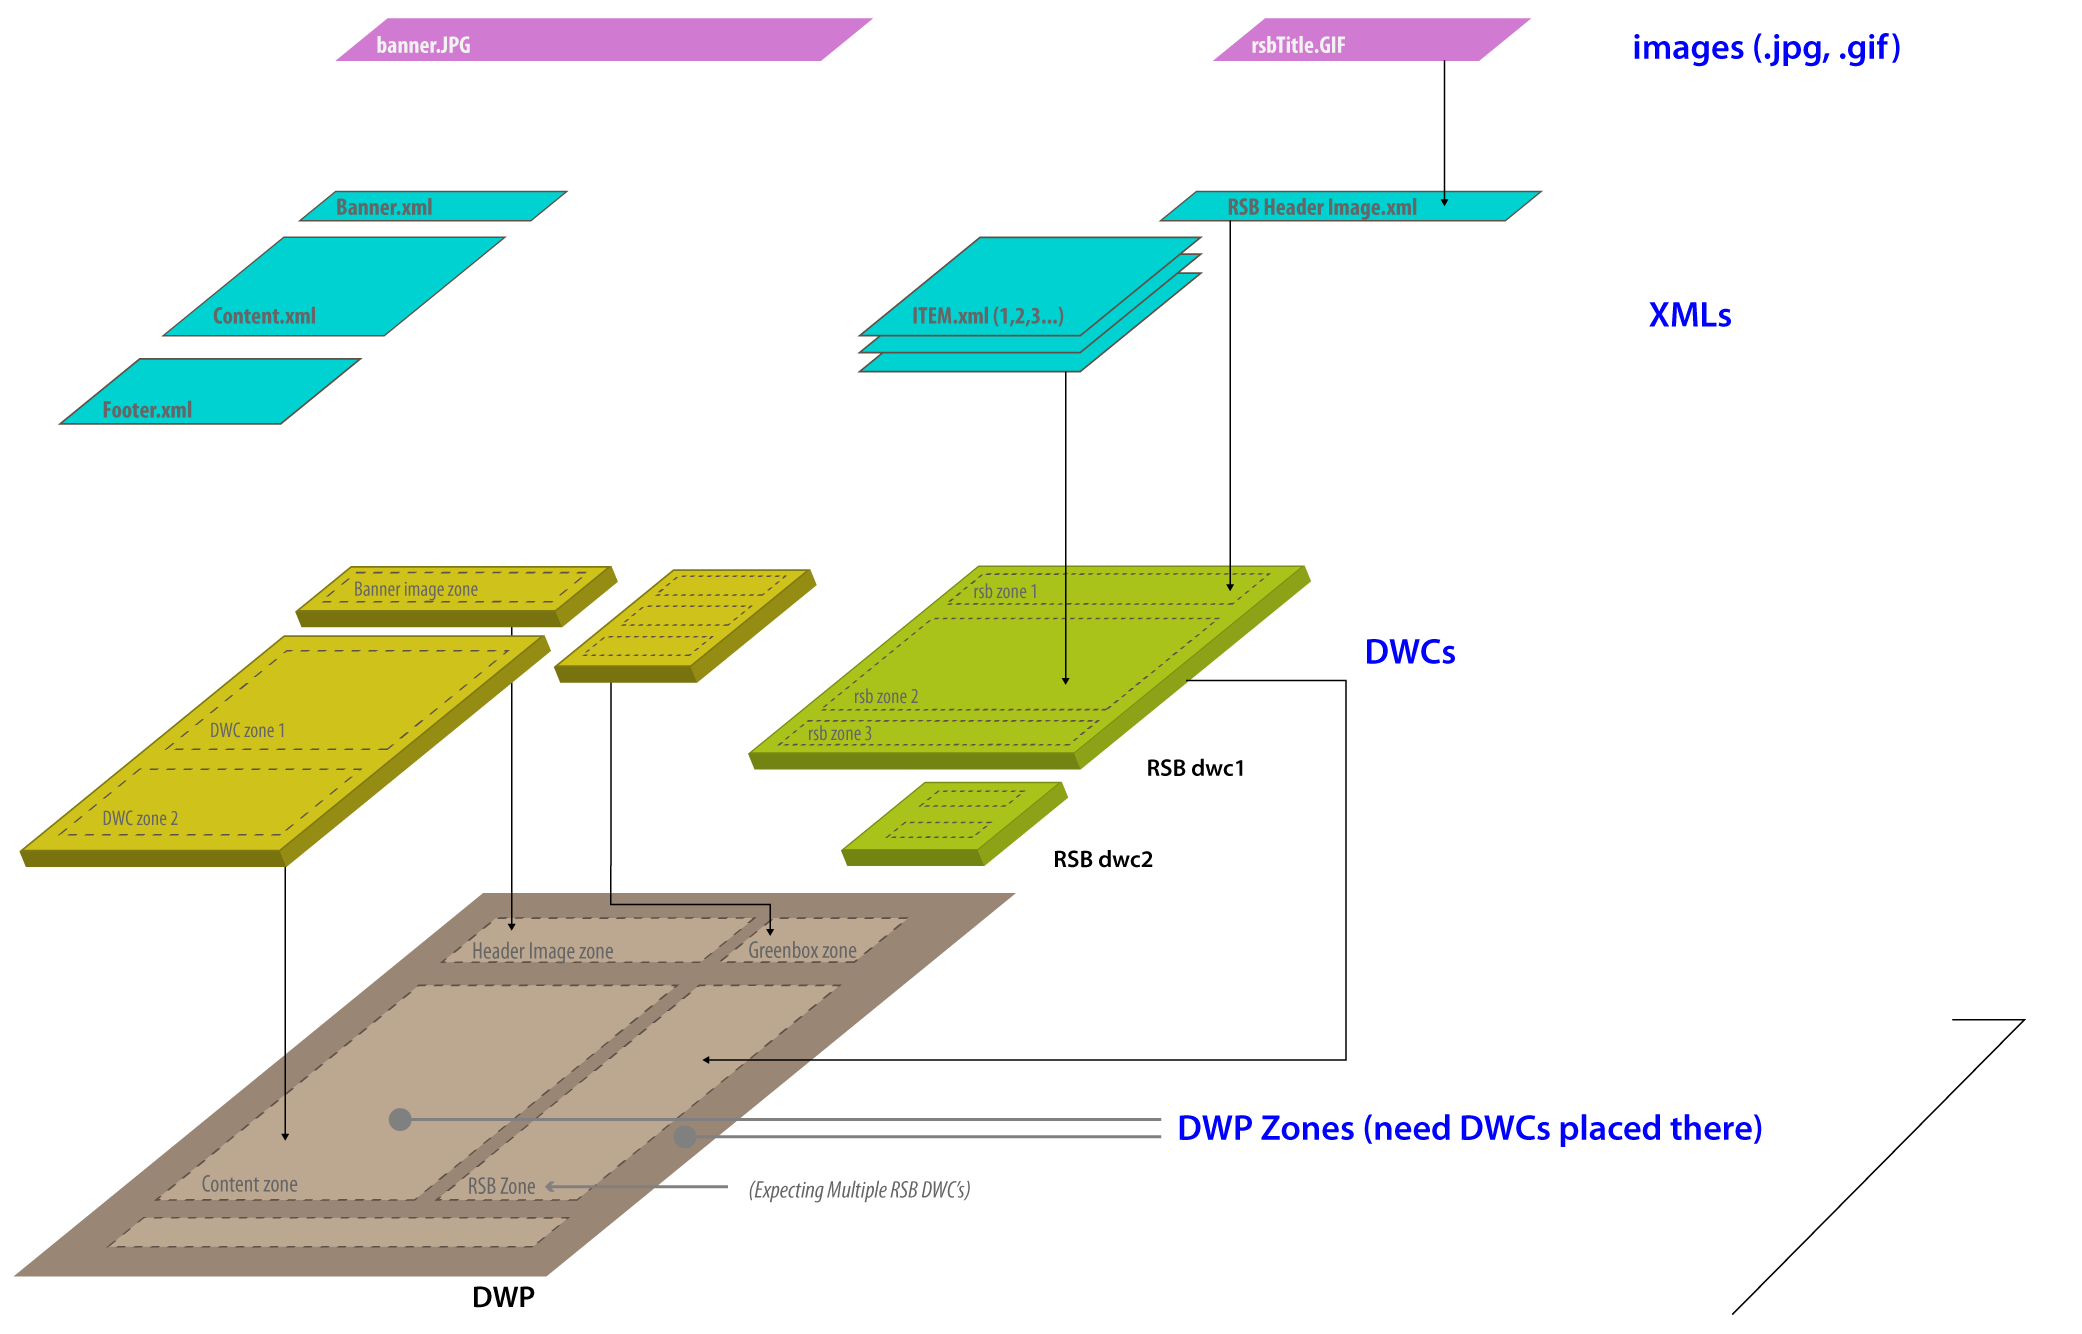 banner.JPG
rsbTitle.GIF
images (.jpg, .gif)
Banner.xml
RSB Header Image.xml
Content.xml
ITEM.xml (1,2,3...)
XMLs
Footer.xml
Banner image zone
rsb zone 1
DWCs
rsb zone 2
DWC zone 1
rsb zone 3
RSB dwc1
DWC zone 2
RSB dwc2
Header Image zone
Greenbox zone
DWP Zones (need DWCs placed there)
Content zone
RSB Zone
(Expecting Multiple RSB DWC's)
DWP